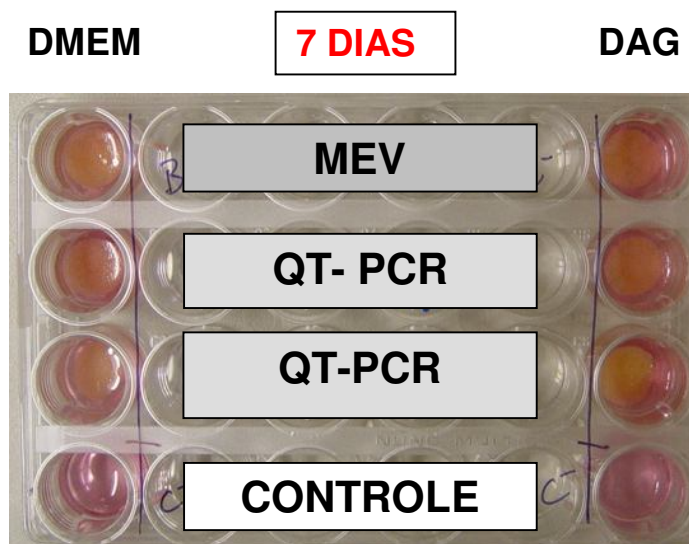 DMEM 7 DIAS DAG
MEV
QT- PCR
QT-PCR
CONTROLE
C-